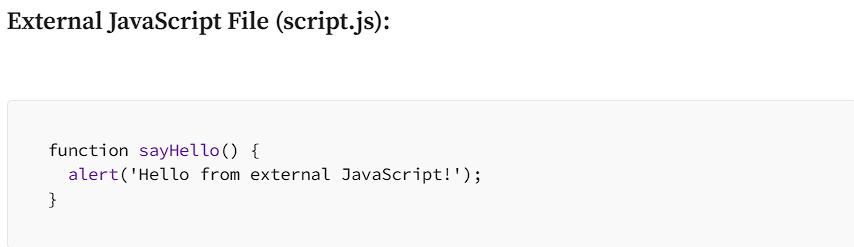 External JavaScript File (script.js):
function sayHello() {
  alert('Hello from external JavaScript!');
}